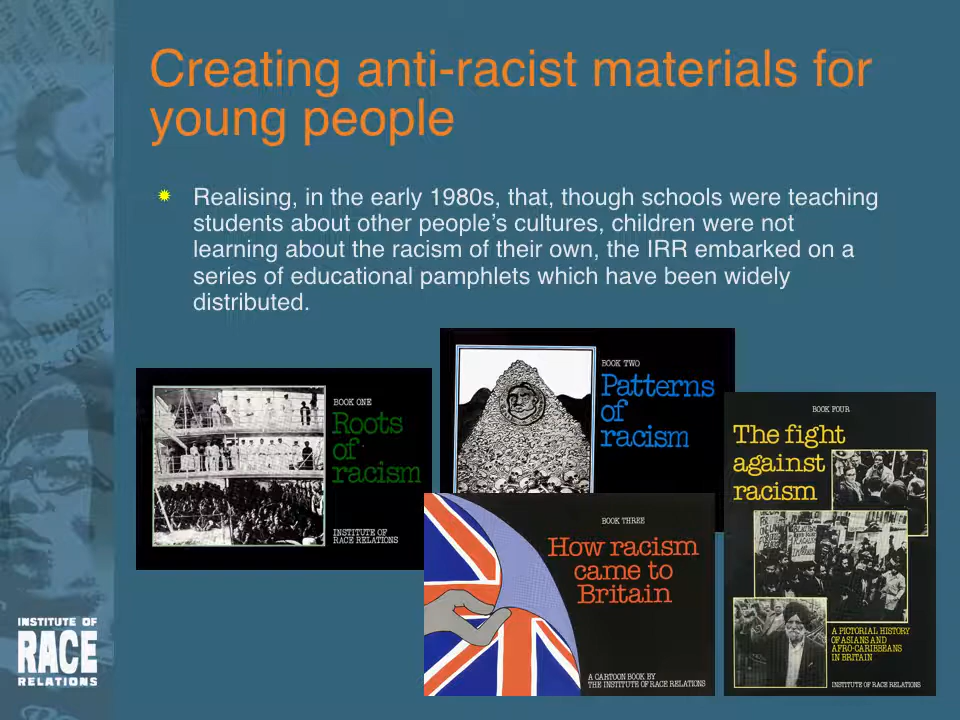 Creating anti-racist materials for
young people
Realising, in the early 1980s, that, though schools were teaching
students about other people's cultures, children were not
learning about the racism of their own, the IRR embarked on a
series of educational pamphlets which have been widely
distributed.
BOOK ONE
Roots
of
racism
INSTITUTE OF
RACE RELATIONS
BOOK TWO
Patterns
of
racism
BOOK THREE
How racism
came to
Britain
A CARTOON BOOK BY
THE INSTITUTE OF RACE RELATIONS
BOOK FOUR
The fight
against
racism
A PICTORIAL HISTORY
OF ASIANS AND
AFRO-CARIBBEANS
IN BRITAIN
INSTITUTE OF RACE RELATIONS
Big Business
MPs quit
INSTITUTE OF
RACE
RELATIONS